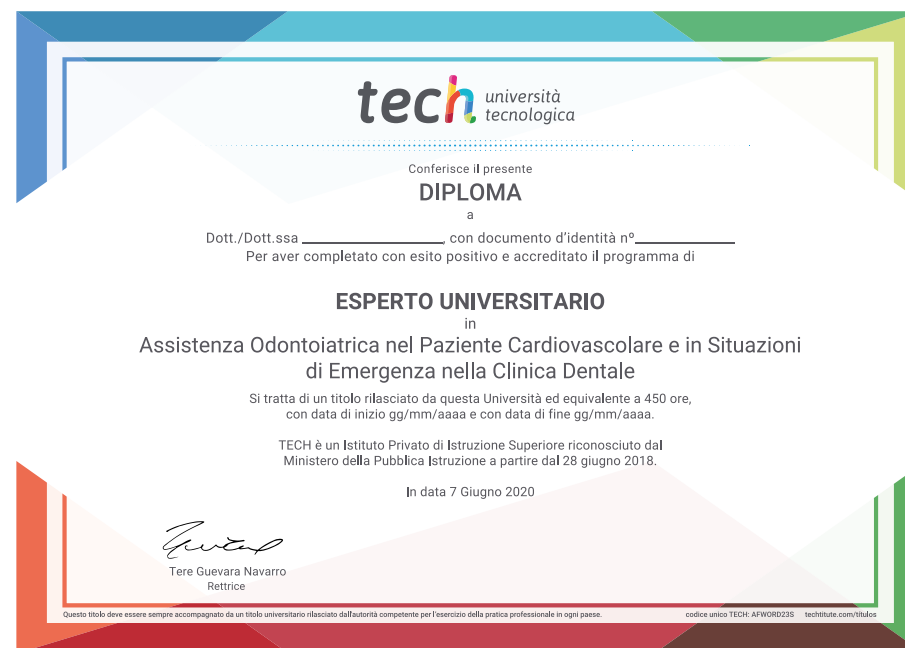 tech università
tecnologica
Conferisce il presente
DIPLOMA
a
Dott./Dott.ssa ____________________, con documento d'identità nº______________
Per aver completato con esito positivo e accreditato il programma di
ESPERTO UNIVERSITARIO
in
Assistenza Odontoiatrica nel Paziente Cardiovascolare e in Situazioni
di Emergenza nella Clinica Dentale
Si tratta di un titolo rilasciato da questa Università ed equivalente a 450 ore,
con data di inizio gg/mm/aaaa e con data di fine gg/mm/aaaa.
TECH è un Istituto Privato di Istruzione Superiore riconosciuto dal
Ministero della Pubblica Istruzione a partire dal 28 giugno 2018.
In data 7 Giugno 2020
Tere Guevara Navarro
Rettrice
Questo titolo deve essere sempre accompagnato da un titolo universitario rilasciato dall'autorità competente per l'esercizio della pratica professionale in ogni paese. codice unico TECH: AFWORD23S techtitute.com/titulos